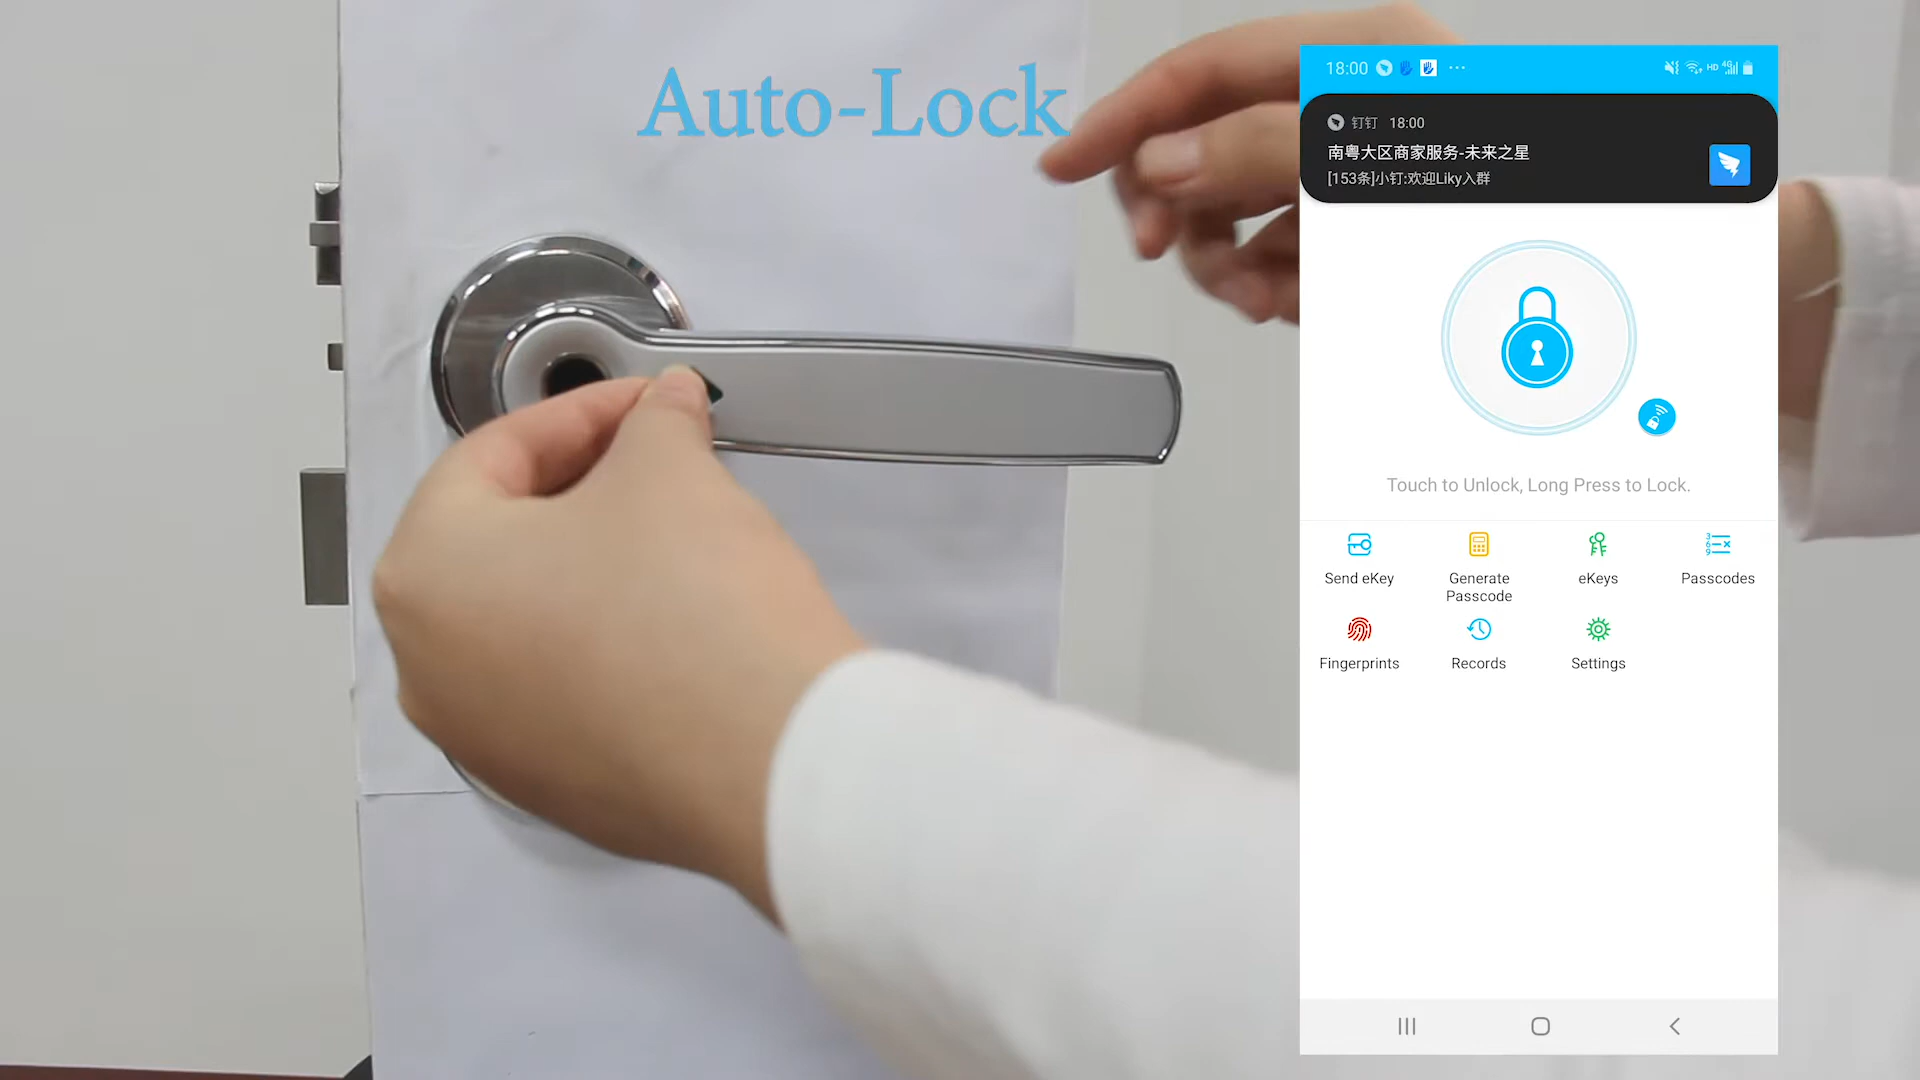 Auto-Lock
18:00
HD 4G
钉钉 18:00
南粤大区商家服务-未来之星
[153条]小钉:欢迎Liky入群
Touch to Unlock, Long Press to Lock.
Send eKey
Generate
Passcode
eKeys
Passcodes
Fingerprints
Records
Settings